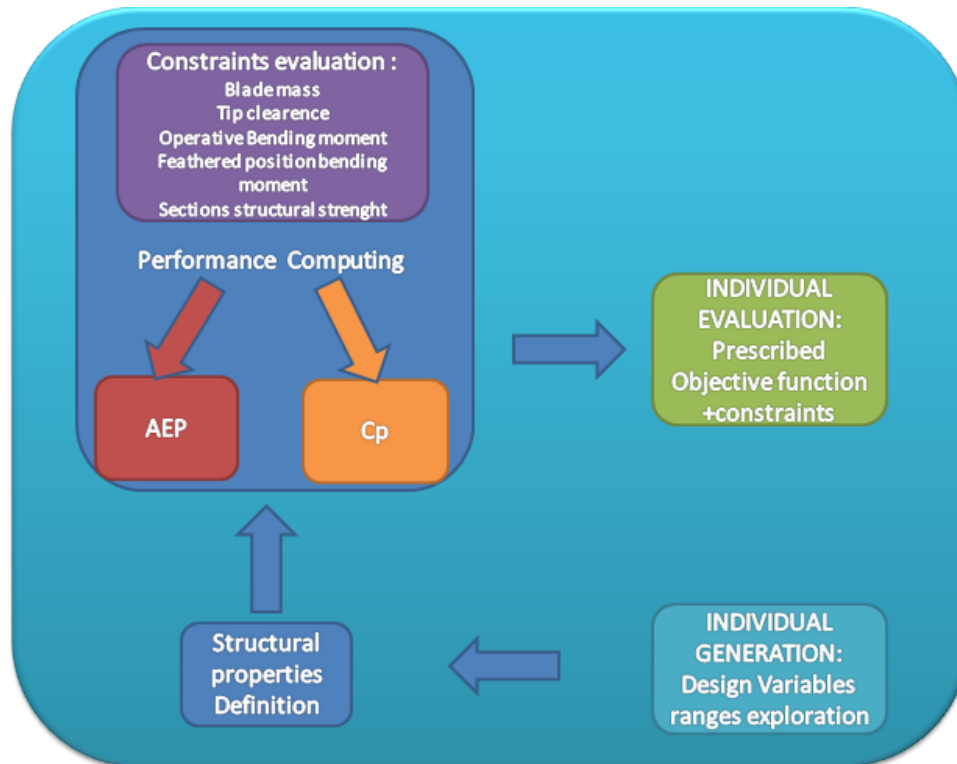 Constraints evaluation :
Blade mass
Tip clearence
Operative Bending moment
Feathered position bending
moment
Sections structural strenght
Performance Computing
AEP
Cp
INDIVIDUAL
EVALUATION:
Prescribed
Objective function
+constraints
Structural
properties
Definition
INDIVIDUAL
GENERATION:
Design Variables
ranges exploration